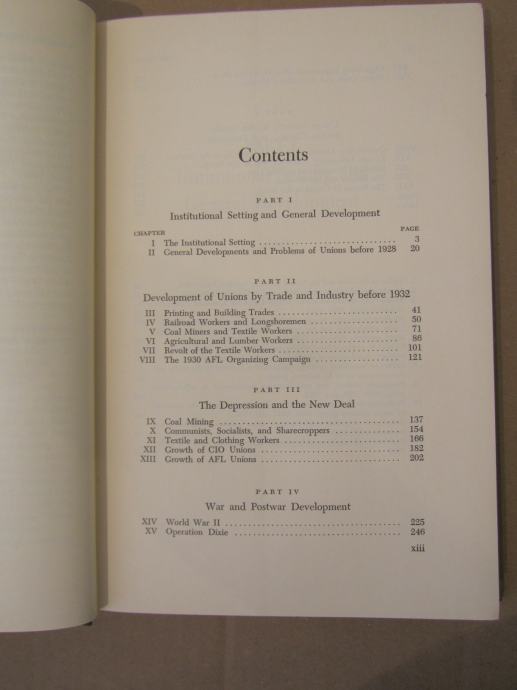 Contents
PART I
Institutional Setting and General Development
CHAPTER PAGE
I The Institutional Setting .............................. 3
II General Developments and Problems of Unions before 1928 20
PART II
Development of Unions by Trade and Industry before 1932
III Printing and Building Trades .......................... 41
IV Railroad Workers and Longshoremen ................... 50
V Coal Miners and Textile Workers ....................... 71
VI Agricultural and Lumber Workers ....................... 86
VII Revolt of the Textile Workers .......................... 101
VIII The 1930 AFL Organizing Campaign .................. 121
PART III
The Depression and the New Deal
IX Coal Mining ....................................... 137
X Communists, Socialists, and Sharecroppers .............. 154
XI Textile and Clothing Workers ......................... 166
XII Growth of CIO Unions .............................. 182
XIII Growth of AFL Unions .............................. 202
PART IV
War and Postwar Development
XIV World War II ...................................... 225
XV Operation Dixie .................................... 246
xiii